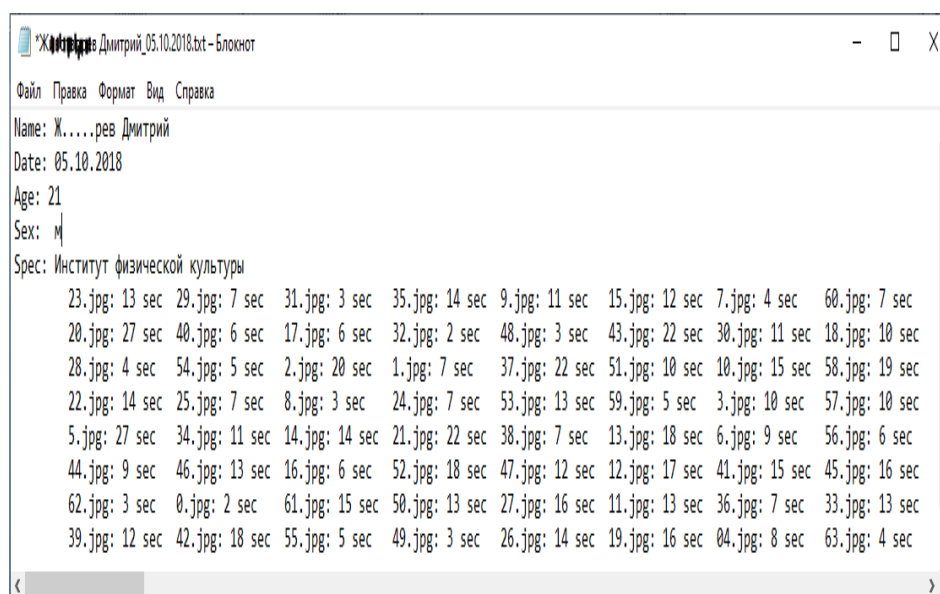 Дмитрий_05.10.2018.txt – Блокнот
Файл Правка Формат Вид Справка
Name: Ж.....рев Дмитрий
Date: 05.10.2018
Age: 21
Sex: м
Spec: Институт физической культуры
23.jpg: 13 sec 29.jpg: 7 sec 31.jpg: 3 sec 35.jpg: 14 sec 9.jpg: 11 sec 15.jpg: 12 sec 7.jpg: 4 sec 60.jpg: 7 sec
20.jpg: 27 sec 40.jpg: 6 sec 17.jpg: 6 sec 32.jpg: 2 sec 48.jpg: 3 sec 43.jpg: 22 sec 30.jpg: 11 sec 18.jpg: 10 sec
28.jpg: 4 sec 54.jpg: 5 sec 2.jpg: 20 sec 1.jpg: 7 sec 37.jpg: 22 sec 51.jpg: 10 sec 10.jpg: 15 sec 58.jpg: 19 sec
22.jpg: 14 sec 25.jpg: 7 sec 8.jpg: 3 sec 24.jpg: 7 sec 53.jpg: 13 sec 59.jpg: 5 sec 3.jpg: 10 sec 57.jpg: 10 sec
5.jpg: 27 sec 34.jpg: 11 sec 14.jpg: 14 sec 21.jpg: 22 sec 38.jpg: 7 sec 13.jpg: 18 sec 6.jpg: 9 sec 56.jpg: 6 sec
44.jpg: 9 sec 46.jpg: 13 sec 16.jpg: 6 sec 52.jpg: 18 sec 47.jpg: 12 sec 12.jpg: 17 sec 41.jpg: 15 sec 45.jpg: 16 sec
62.jpg: 3 sec 0.jpg: 2 sec 61.jpg: 15 sec 50.jpg: 13 sec 27.jpg: 16 sec 11.jpg: 13 sec 36.jpg: 7 sec 33.jpg: 13 sec
39.jpg: 12 sec 42.jpg: 18 sec 55.jpg: 5 sec 49.jpg: 3 sec 26.jpg: 14 sec 19.jpg: 16 sec 04.jpg: 8 sec 63.jpg: 4 sec